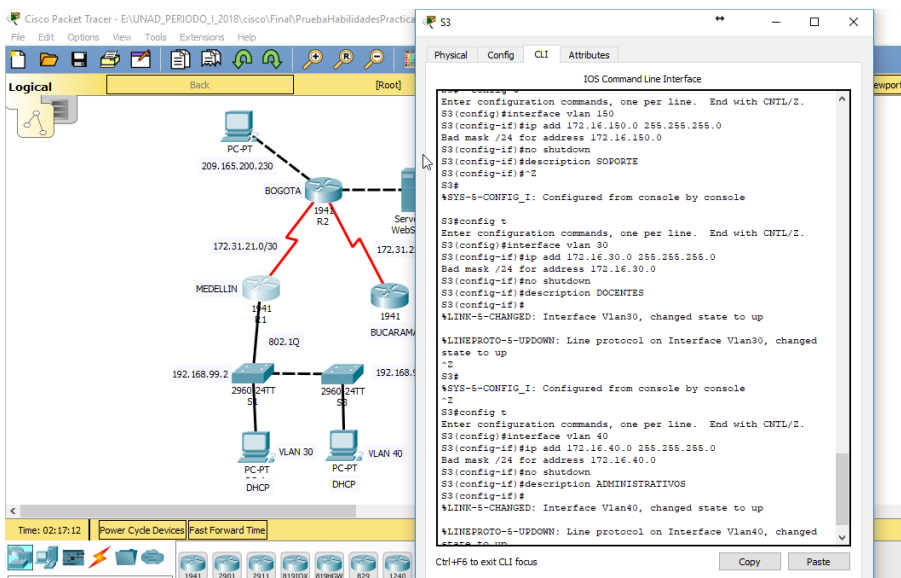 Cisco Packet Tracer - E:\UNAD_PERIODO_I_2018\cisco\Final\PruebaHabilidadesPractica
File Edit Options View Tools Extensions Help
Logical
Back
[Root]
ewport
PC-PT
209.165.200.230
BOGOTA
1941
R2
Serve
WebS
172.31.21.0/30
172.31.2
MEDELLIN
1941
R1
1941
BUCARAMA
802.1Q
192.168.99.2
2960-24TT
S1
192.168.9
2960-24TT
S3
VLAN 30
PC-PT
DHCP
VLAN 40
PC-PT
DHCP
Time: 02:17:12
Power Cycle Devices
Fast Forward Time
1941
2901
2911
819IOX
819HGW
829
1240
S3
Physical
Config
CLI
Attributes
IOS Command Line Interface
S3# config t
Enter configuration commands, one per line. End with CNTL/Z.
S3(config)#interface vlan 150
S3(config-if)#ip add 172.16.150.0 255.255.255.0
Bad mask /24 for address 172.16.150.0
S3(config-if)#no shutdown
S3(config-if)#description SOPORTE
S3(config-if)#^Z
S3#
%SYS-5-CONFIG_I: Configured from console by console
S3#config t
Enter configuration commands, one per line. End with CNTL/Z.
S3(config)#interface vlan 30
S3(config-if)#ip add 172.16.30.0 255.255.255.0
Bad mask /24 for address 172.16.30.0
S3(config-if)#no shutdown
S3(config-if)#description DOCENTES
S3(config-if)#
%LINK-5-CHANGED: Interface Vlan30, changed state to up
%LINEPROTO-5-UPDOWN: Line protocol on Interface Vlan30, changed
state to up
^Z
S3#
%SYS-5-CONFIG_I: Configured from console by console
^Z
S3#config t
Enter configuration commands, one per line. End with CNTL/Z.
S3(config)#interface vlan 40
S3(config-if)#ip add 172.16.40.0 255.255.255.0
Bad mask /24 for address 172.16.40.0
S3(config-if)#no shutdown
S3(config-if)#description ADMINISTRATIVOS
S3(config-if)#
%LINK-5-CHANGED: Interface Vlan40, changed state to up
%LINEPROTO-5-UPDOWN: Line protocol on Interface Vlan40, changed
state to up
Ctrl+F6 to exit CLI focus
Copy
Paste